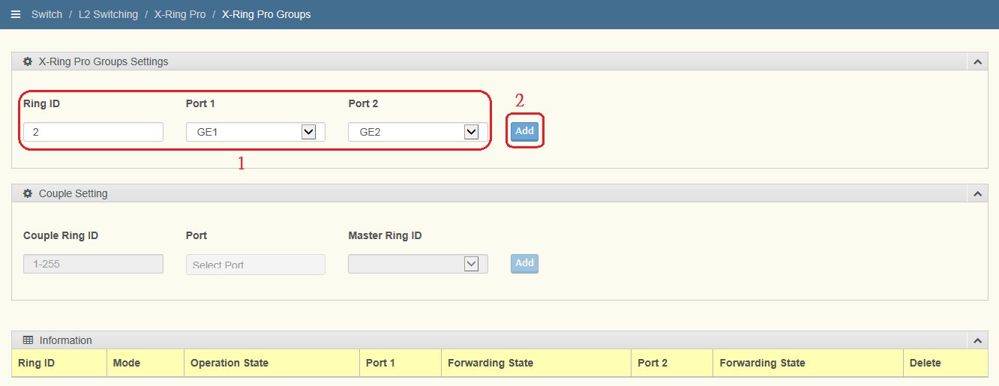 Switch / L2 Switching / X-Ring Pro / X-Ring Pro Groups
X-Ring Pro Groups Settings
Ring ID Port 1 Port 2 2
2 GE1 GE2 Add
1
Couple Setting
Couple Ring ID Port Master Ring ID
1-255 Select Port Add
Information
Ring ID Mode Operation State Port 1 Forwarding State Port 2 Forwarding State Delete